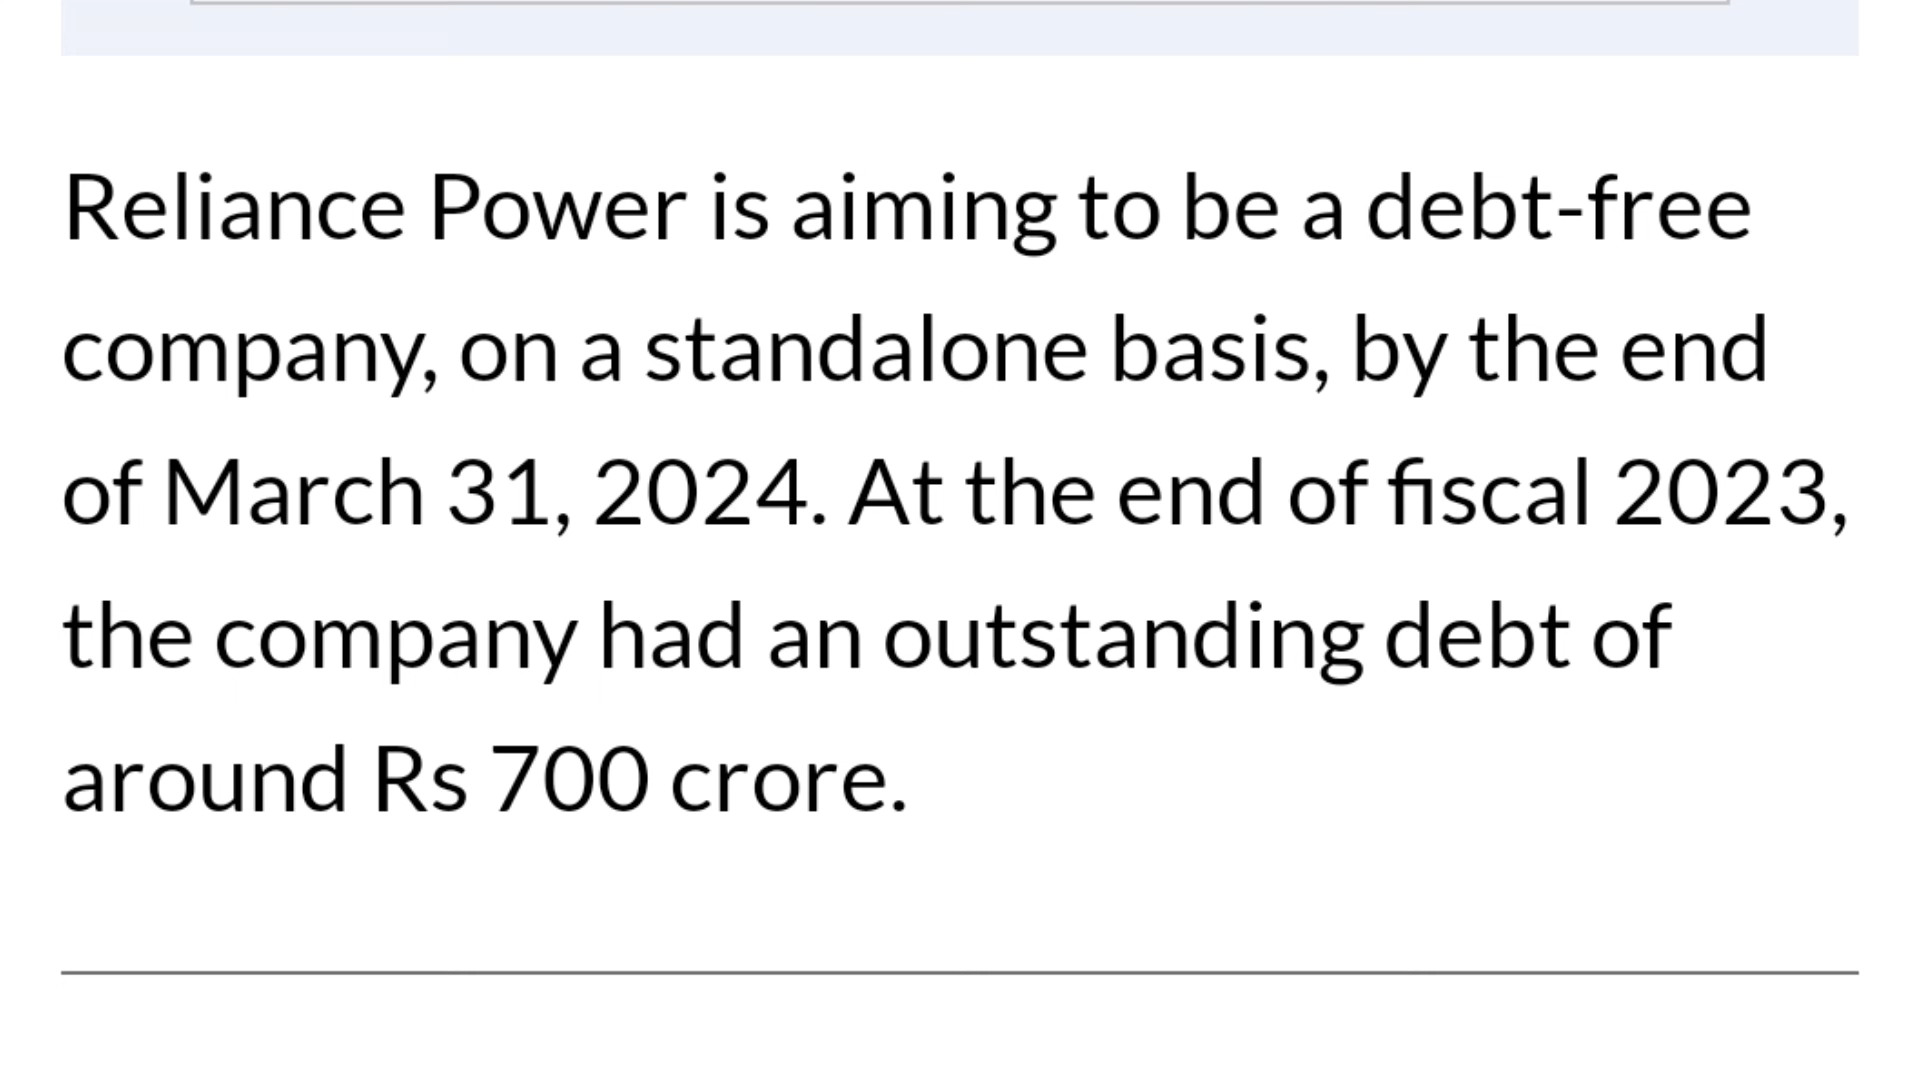 Reliance Power is aiming to be a debt-free
company, on a standalone basis, by the end
of March 31, 2024. At the end of fiscal 2023,
the company had an outstanding debt of
around Rs 700 crore.